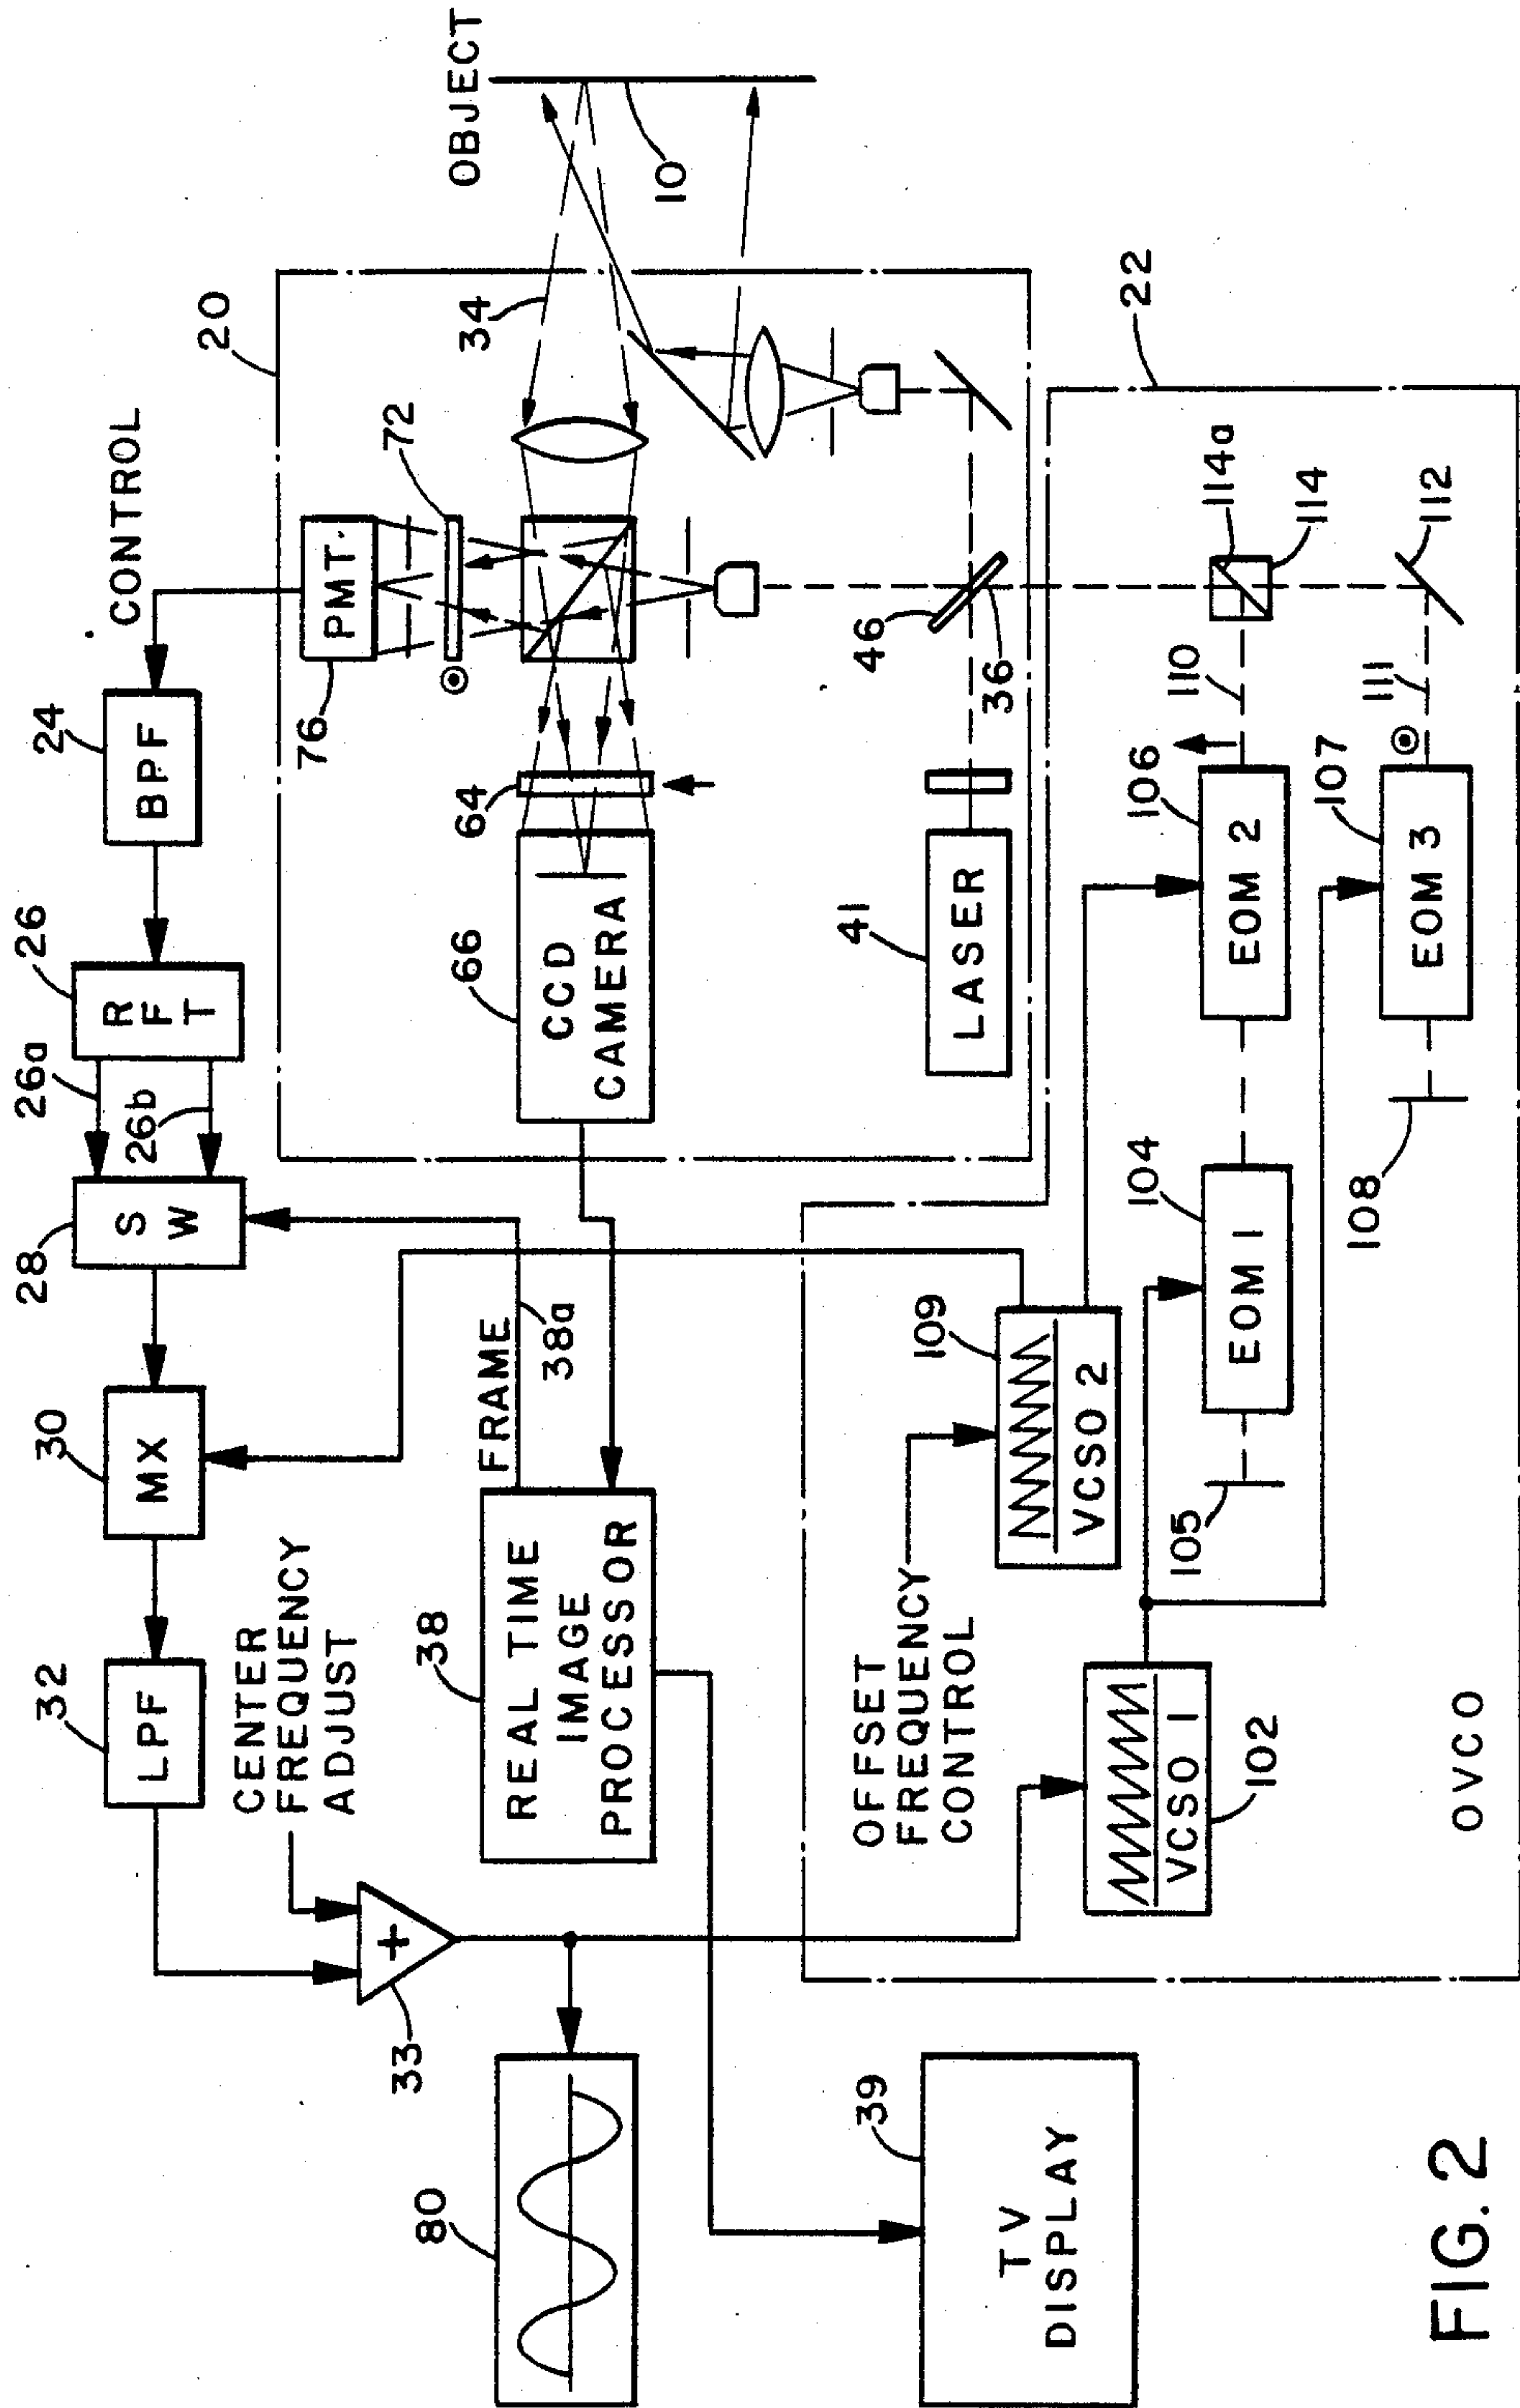 OBJECT
10
20
34
CONTROL
72
PMT
76
24
BPF
26
RFT
26a
26b
28
SW
30
MX
32
LPF
CENTER
FREQUENCY
ADJUST
33
80
FRAME
38a
38
REAL TIME
IMAGE
PROCESSOR
39
TV
DISPLAY
64
66
CCD
CAMERA
41
LASER
46
36
22
114a
114
112
110
111
106
EOM 2
107
EOM 3
108
104
EOM 1
105
109
VCSO 2
OFFSET
FREQUENCY
CONTROL
VCSO 1
102
OVCO
FIG. 2